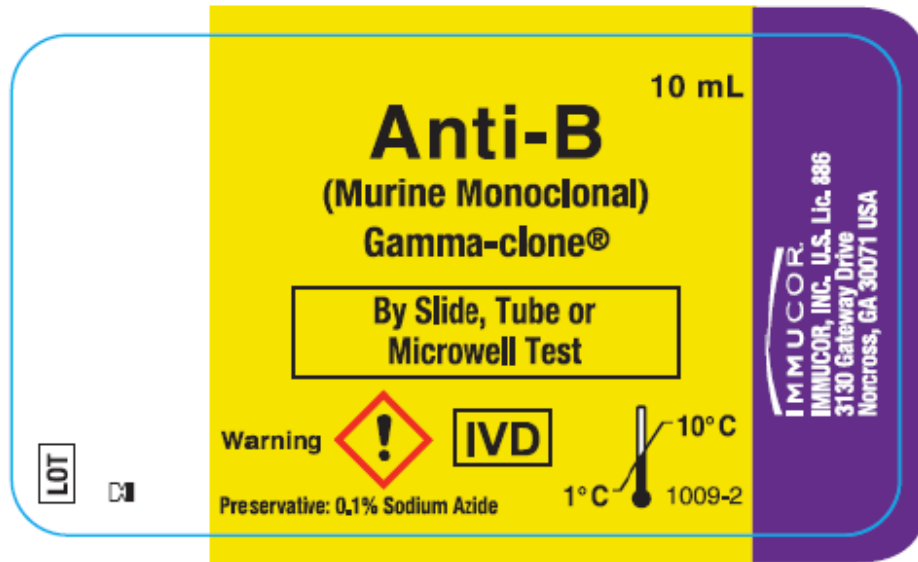 10 mL
Anti-B
(Murine Monoclonal)
Gamma-clone®
By Slide, Tube or
Microwell Test
Warning
!
IVD
10°C
1°C
1009-2
Preservative: 0.1% Sodium Azide
LOT
IMMUCOR.
IMMUCOR, INC. U.S. Lic. 886
3130 Gateway Drive
Norcross, GA 30071 USA